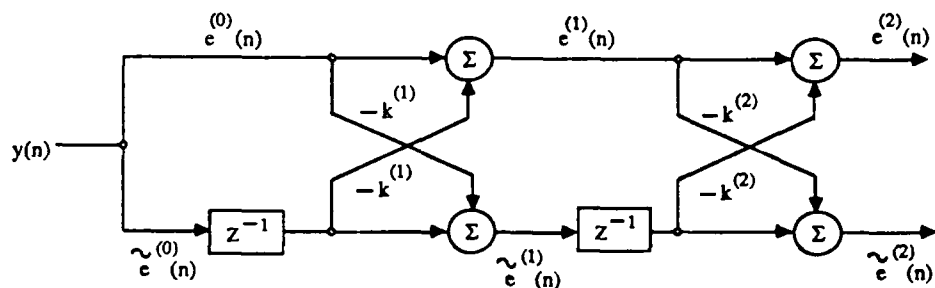 e^(0)(n)
e^(1)(n)
e^(2)(n)
Σ
Σ
−k^(1)
−k^(2)
y(n)
−k^(1)
−k^(2)
Z^−1
Σ
Z^−1
Σ
ẽ^(0)(n)
ẽ^(1)(n)
ẽ^(2)(n)